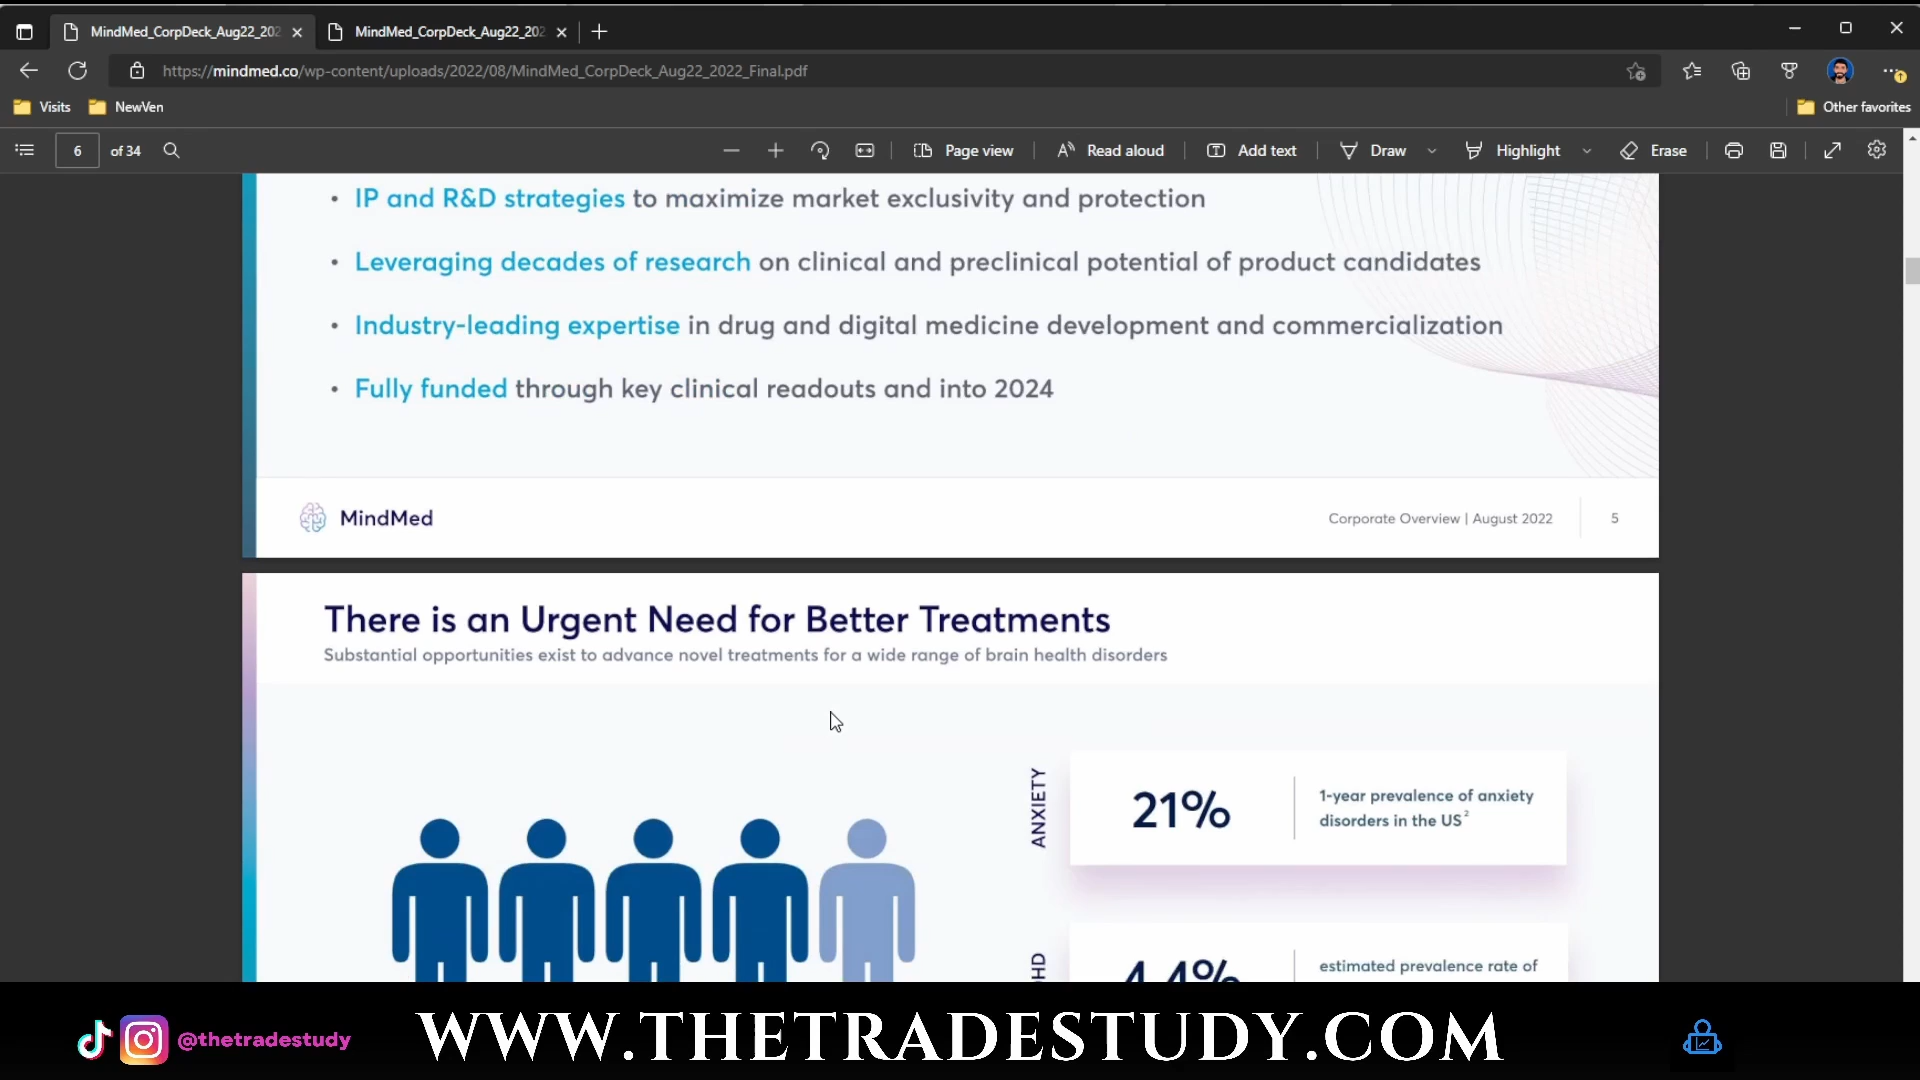 MindMed_CorpDeck_Aug22_202
MindMed_CorpDeck_Aug22_202
https://mindmed.co/wp-content/uploads/2022/08/MindMed_CorpDeck_Aug22_2022_Final.pdf
Visits
NewVen
Other favorites
6 of 34
Page view
Read aloud
Add text
Draw
Highlight
Erase
• IP and R&D strategies to maximize market exclusivity and protection
• Leveraging decades of research on clinical and preclinical potential of product candidates
• Industry-leading expertise in drug and digital medicine development and commercialization
• Fully funded through key clinical readouts and into 2024
MindMed
Corporate Overview | August 2022
5
There is an Urgent Need for Better Treatments
Substantial opportunities exist to advance novel treatments for a wide range of brain health disorders
ANXIETY
21%
1-year prevalence of anxiety
disorders in the US 2
HD
4.4%
estimated prevalence rate of
@thetradestudy
WWW.THETRADESTUDY.COM